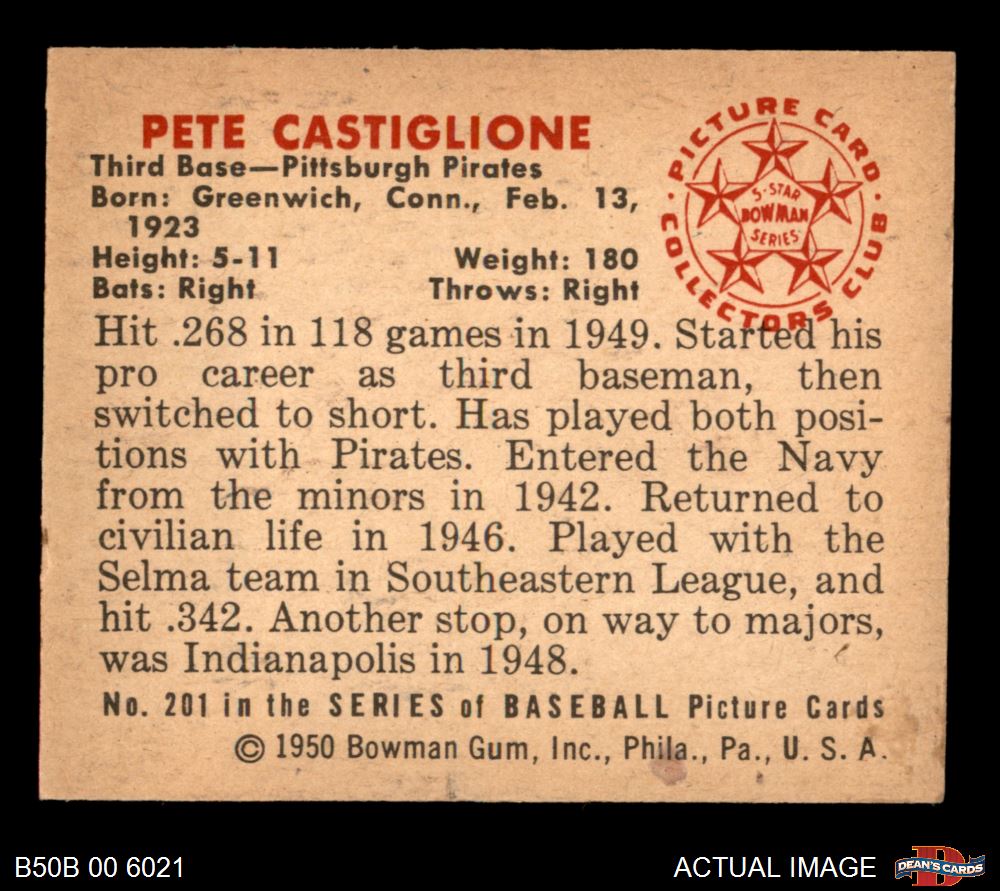 PETE CASTIGLIONE
Third Base—Pittsburgh Pirates
Born: Greenwich, Conn., Feb. 13,
1923
Height: 5-11 Weight: 180
Bats: Right Throws: Right
PICTURE CARD
COLLECTORS CLUB
5-STAR
BOWMAN
SERIES
Hit .268 in 118 games in 1949. Started his
pro career as third baseman, then
switched to short. Has played both posi-
tions with Pirates. Entered the Navy
from the minors in 1942. Returned to
civilian life in 1946. Played with the
Selma team in Southeastern League, and
hit .342. Another stop, on way to majors,
was Indianapolis in 1948.
No. 201 in the SERIES of BASEBALL Picture Cards
© 1950 Bowman Gum, Inc., Phila., Pa., U. S. A.
B50B 00 6021
ACTUAL IMAGE
DEAN'S CARDS